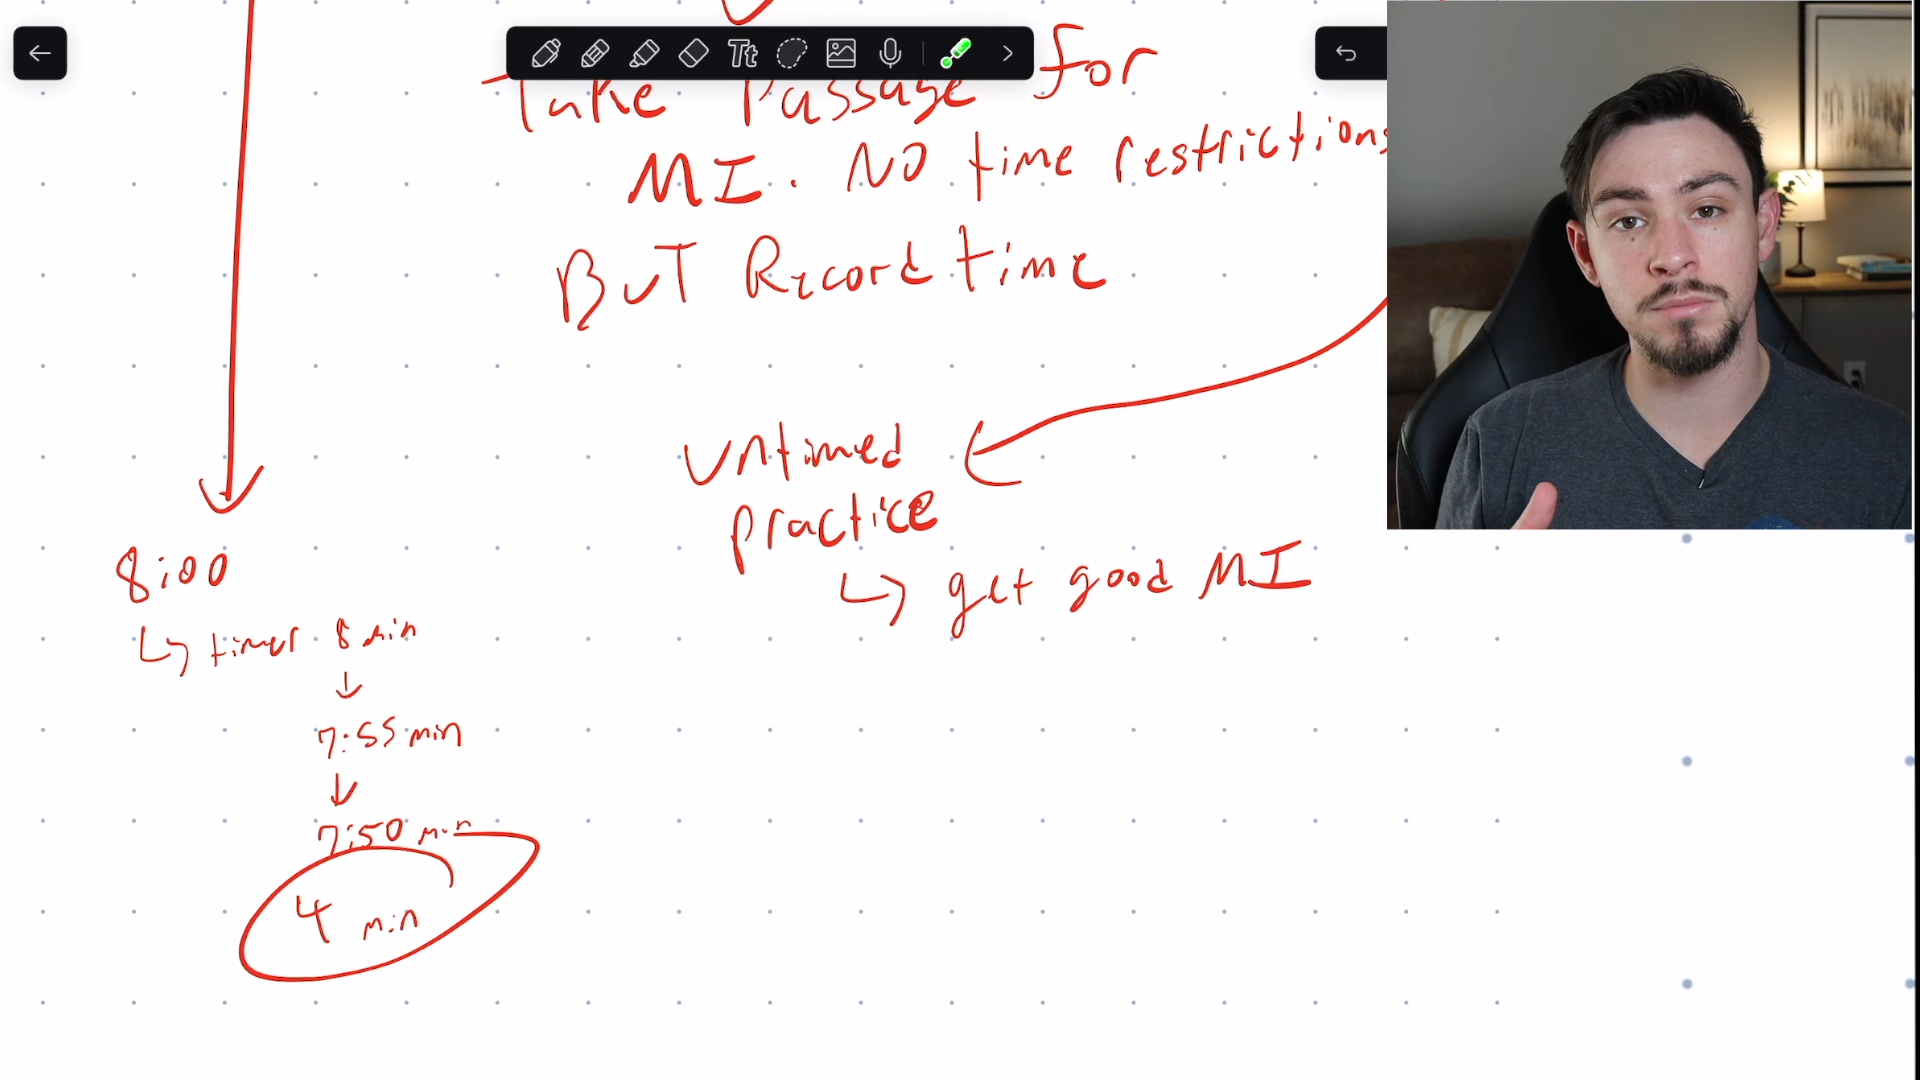 Tt
Take Passage for
MI. NO time restrictions
BUT Record time
untimed
practice
↳ get good MI
8:00
↳ timer 8 min
↓
7:55 min
↓
7:50 min
4 min